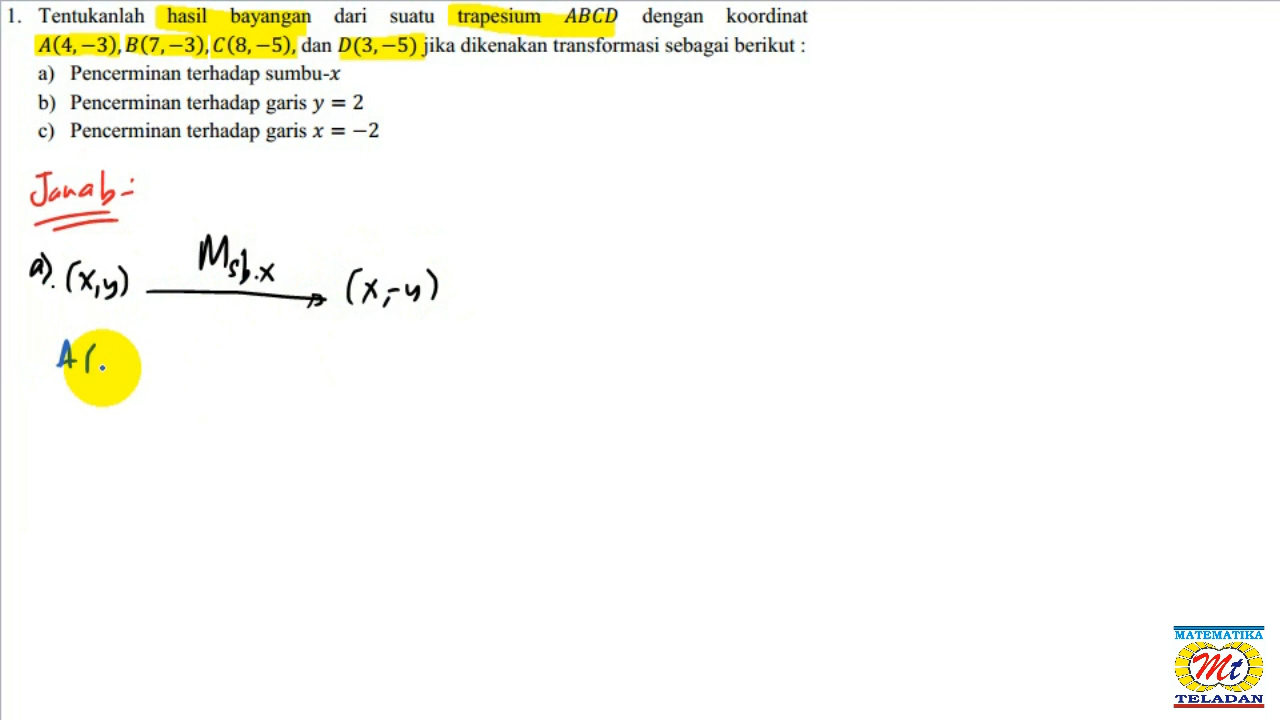 1. Tentukanlah hasil bayangan dari suatu trapesium ABCD dengan koordinat
A(4,−3), B(7,−3), C(8,−5), dan D(3,−5) jika dikenakan transformasi sebagai berikut :
a) Pencerminan terhadap sumbu-x
b) Pencerminan terhadap garis y = 2
c) Pencerminan terhadap garis x = −2
Jawab :
a). (x,y) M sb.x (x,-y)
A(
MATEMATIKA
Mt
TELADAN